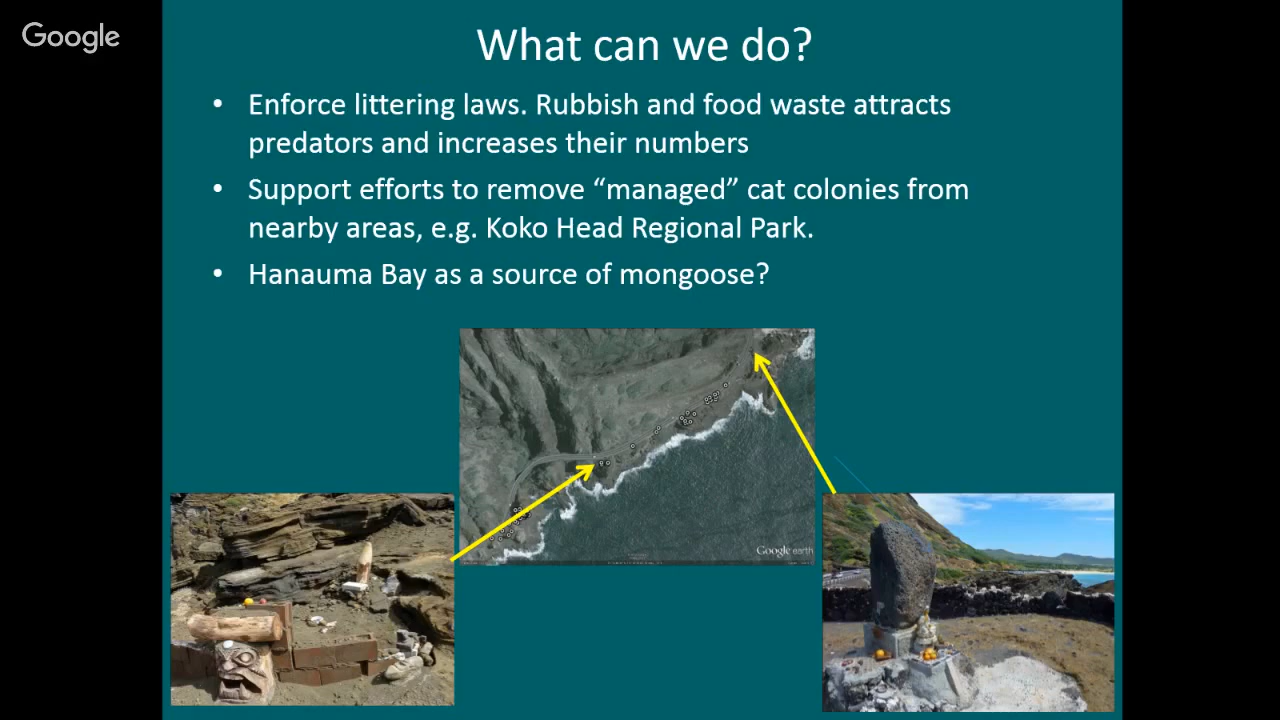 Google
What can we do?
• Enforce littering laws. Rubbish and food waste attracts
predators and increases their numbers
• Support efforts to remove “managed” cat colonies from
nearby areas, e.g. Koko Head Regional Park.
• Hanauma Bay as a source of mongoose?
Google earth